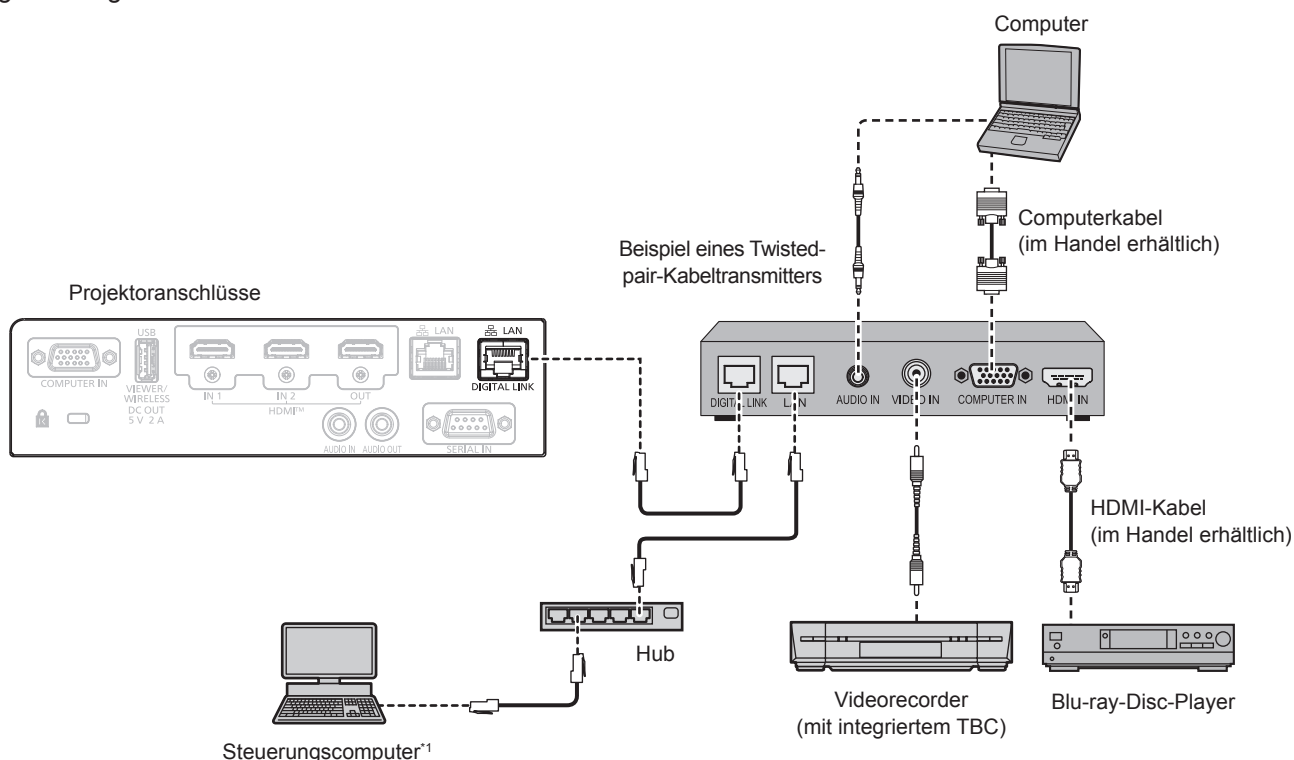 Computer
Computerkabel
(im Handel erhältlich)
Beispiel eines Twisted-
pair-Kabeltransmitters
Projektoranschlüsse
USB
LAN
LAN
COMPUTER IN
VIEWER/
WIRELESS
DC OUT
5 V 2 A
IN 1
IN 2
OUT
HDMI™
DIGITAL LINK
AUDIO IN
AUDIO OUT
SERIAL IN
DIGITAL LINK
LAN
AUDIO IN
VIDEO IN
COMPUTER IN
HDMI IN
HDMI-Kabel
(im Handel erhältlich)
Hub
Videorecorder
(mit integriertem TBC)
Blu-ray-Disc-Player
Steuerungscomputer*1